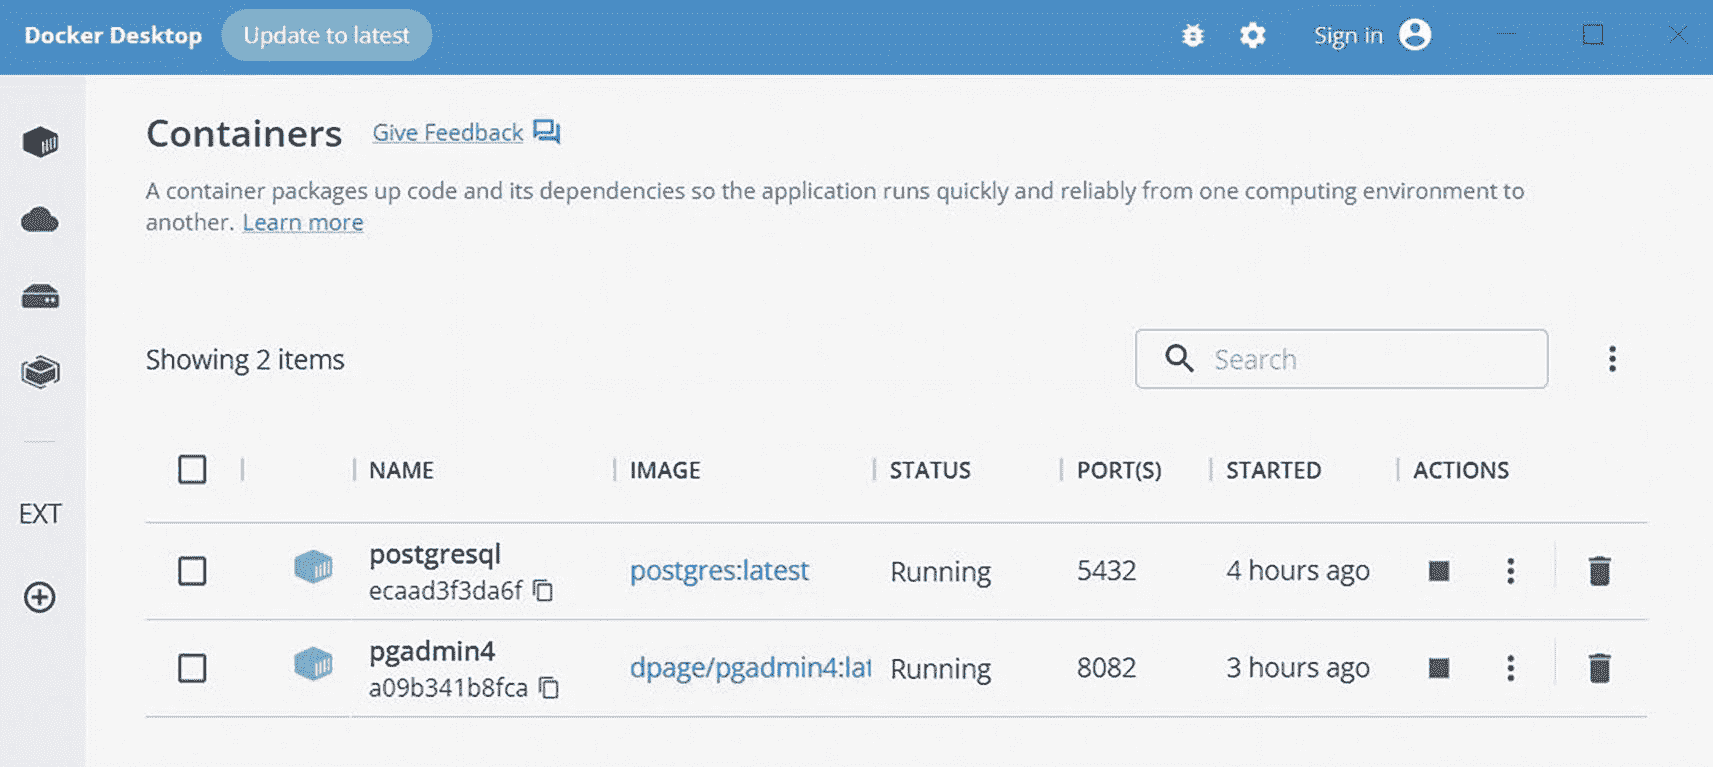 Docker Desktop Update to latest Sign in
Containers Give Feedback
A container packages up code and its dependencies so the application runs quickly and reliably from one computing environment to
another. Learn more
Showing 2 items Search
NAME IMAGE STATUS PORT(S) STARTED ACTIONS
EXT
postgresql
ecaad3f3da6f postgres:latest Running 5432 4 hours ago
pgadmin4
a09b341b8fca dpage/pgadmin4:lat Running 8082 3 hours ago